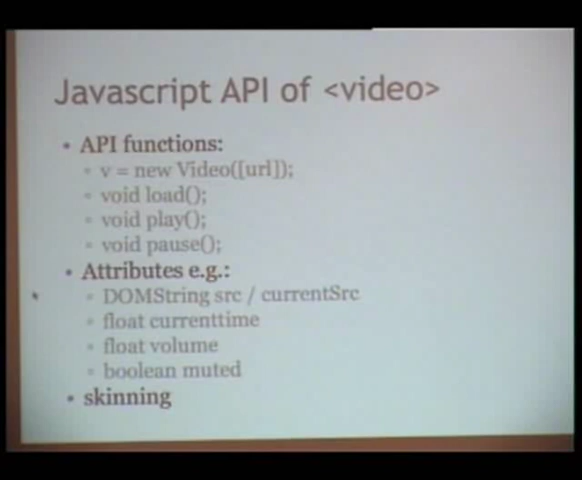 Javascript API of <video>
• API functions:
▪ v = new Video([url]);
▪ void load();
▪ void play();
▪ void pause();
• Attributes e.g.:
▪ DOMString src / currentSrc
▪ float currenttime
▪ float volume
▪ boolean muted
• skinning